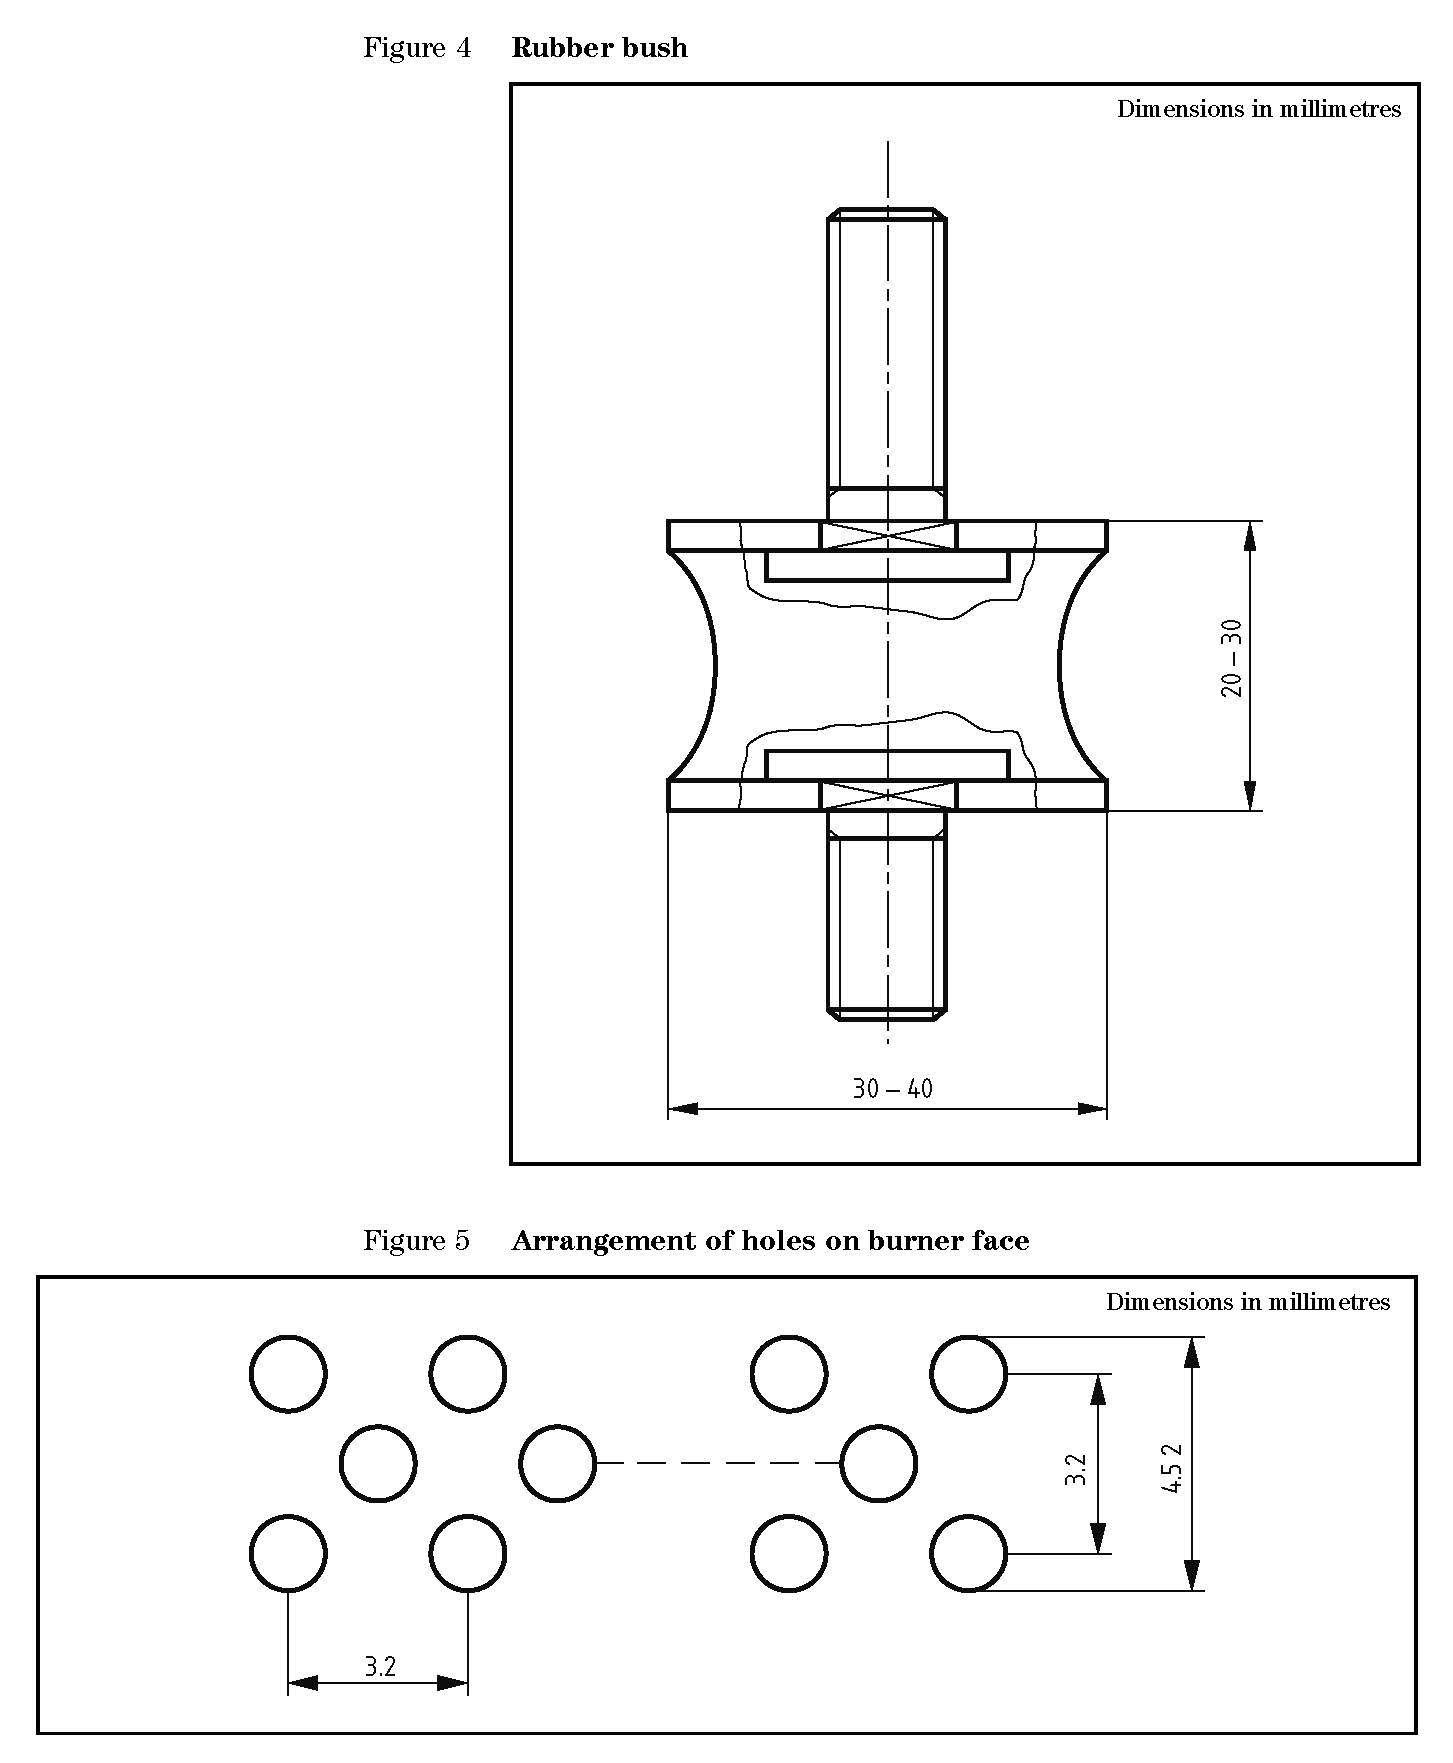 Figure 4 Rubber bush
Dimensions in millimetres
20 – 30
30 – 40
Figure 5 Arrangement of holes on burner face
Dimensions in millimetres
3.2
4.5 2
3.2